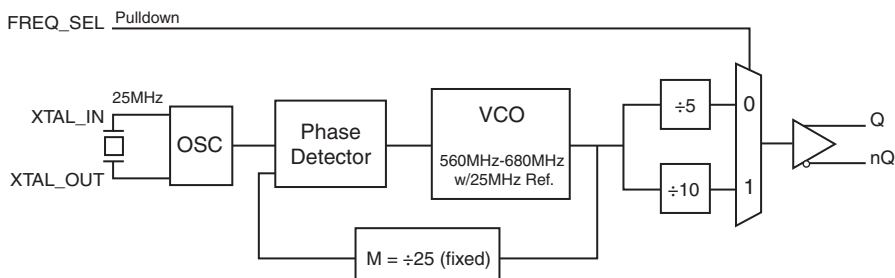 FREQ_SEL Pulldown
25MHz
XTAL_IN
XTAL_OUT
OSC
Phase
Detector
VCO
560MHz-680MHz
w/25MHz Ref.
M = ÷25 (fixed)
÷5
÷10
0
1
Q
nQ